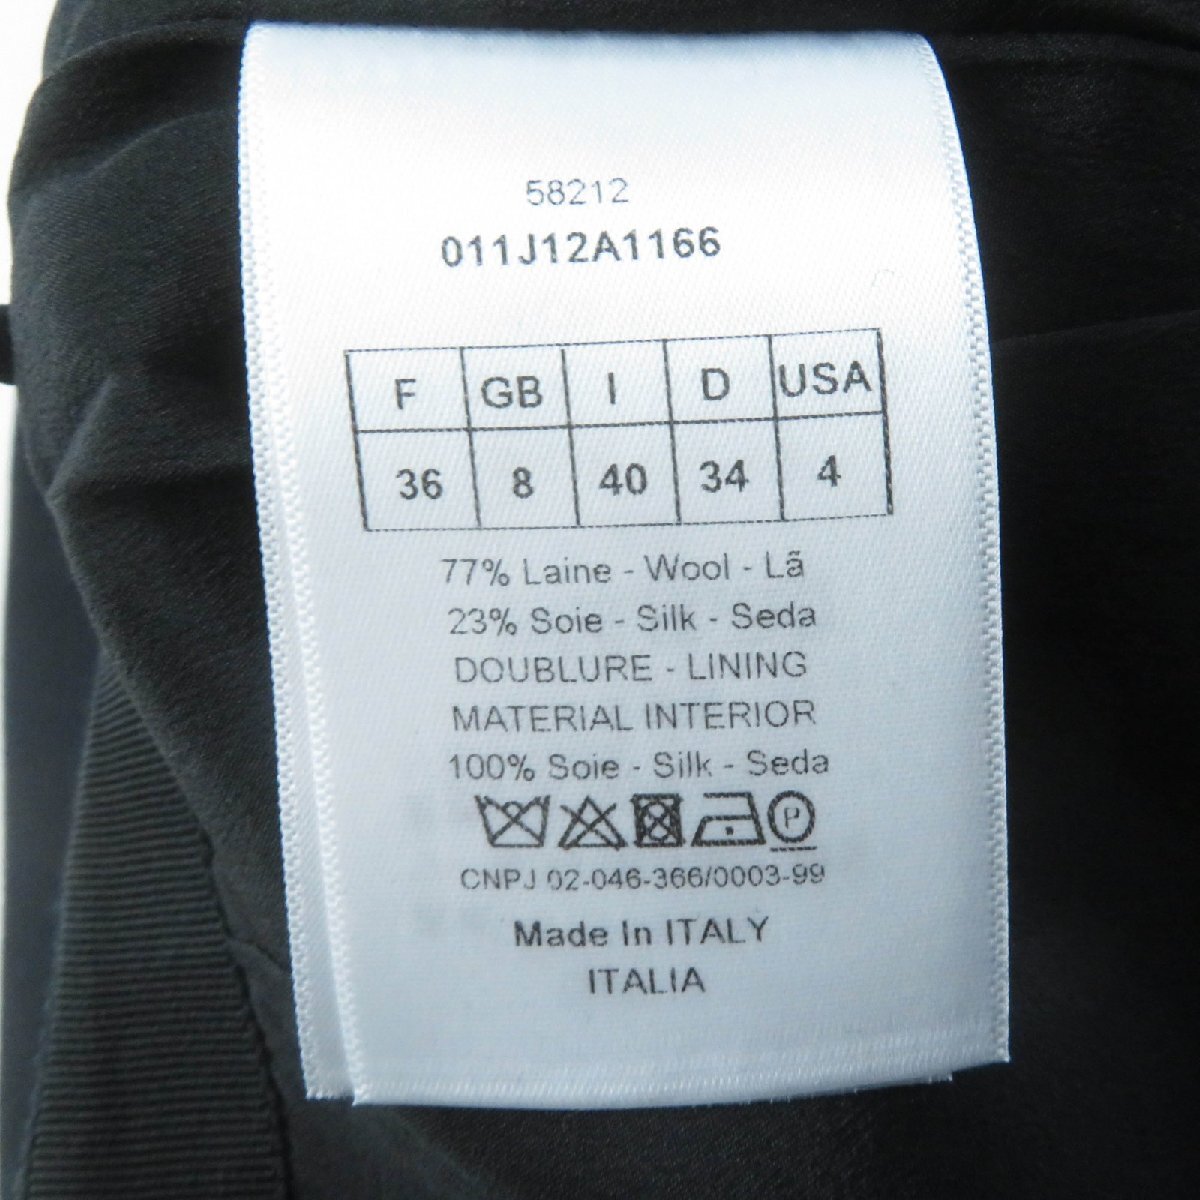 58212
011J12A1166
F GB I D USA
36 8 40 34 4
77% Laine - Wool - Lã
23% Soie - Silk - Seda
DOUBLURE - LINING
MATERIAL INTERIOR
100% Soie - Silk - Seda
P
CNPJ 02-046-366/0003-99
Made In ITALY
ITALIA